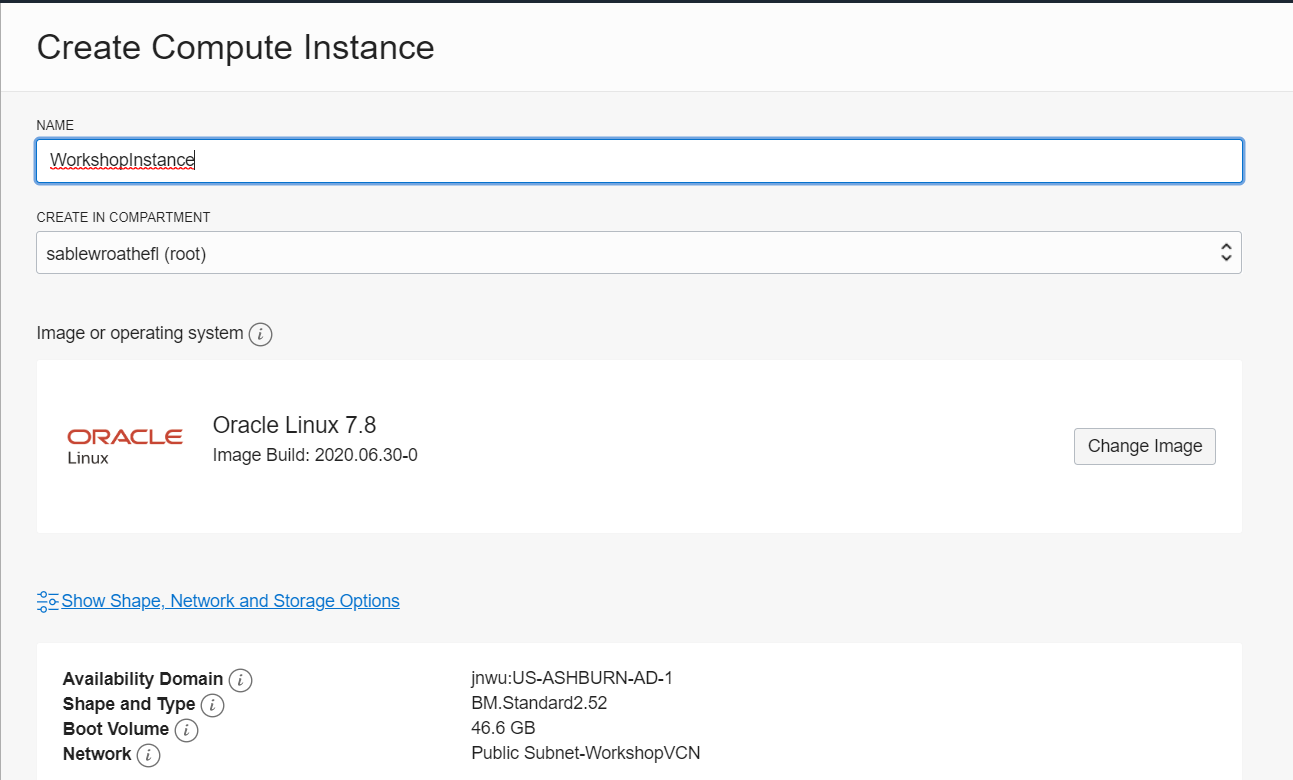 Create Compute Instance
NAME
WorkshopInstance
CREATE IN COMPARTMENT
sablewroathefl (root)
Image or operating system i
ORACLE
Linux
Oracle Linux 7.8
Image Build: 2020.06.30-0
Change Image
Show Shape, Network and Storage Options
Availability Domain i jnwu:US-ASHBURN-AD-1
Shape and Type i BM.Standard2.52
Boot Volume i 46.6 GB
Network i Public Subnet-WorkshopVCN